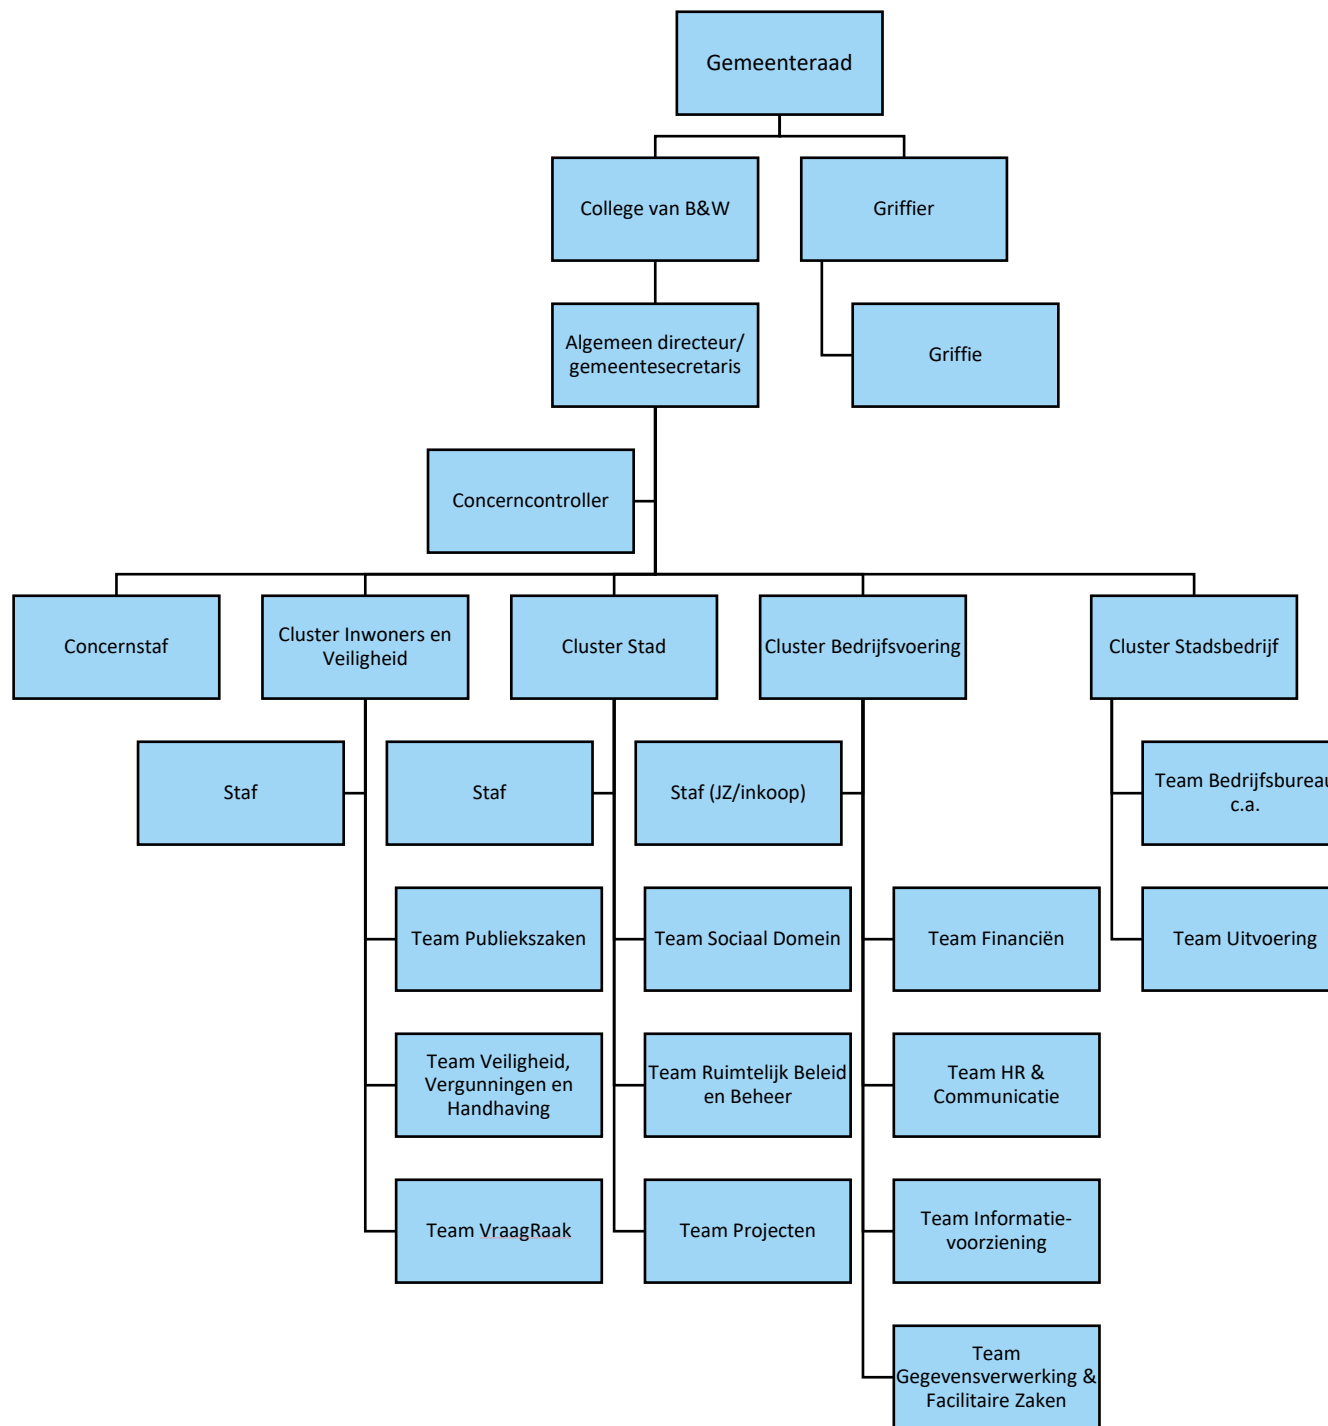 Gemeenteraad
College van B&W
Griffier
Algemeen directeur/
gemeentesecretaris
Griffie
Concerncontroller
Concernstaf
Cluster Inwoners en
Veiligheid
Cluster Stad
Cluster Bedrijfsvoering
Cluster Stadsbedrijf
Staf
Staf
Staf (JZ/inkoop)
Team Bedrijfsbureau
c.a.
Team Publiekszaken
Team Sociaal Domein
Team Financiën
Team Uitvoering
Team Veiligheid,
Vergunningen en
Handhaving
Team Ruimtelijk Beleid
en Beheer
Team HR &
Communicatie
Team VraagRaak
Team Projecten
Team Informatie-
voorziening
Team
Gegevensverwerking &
Facilitaire Zaken